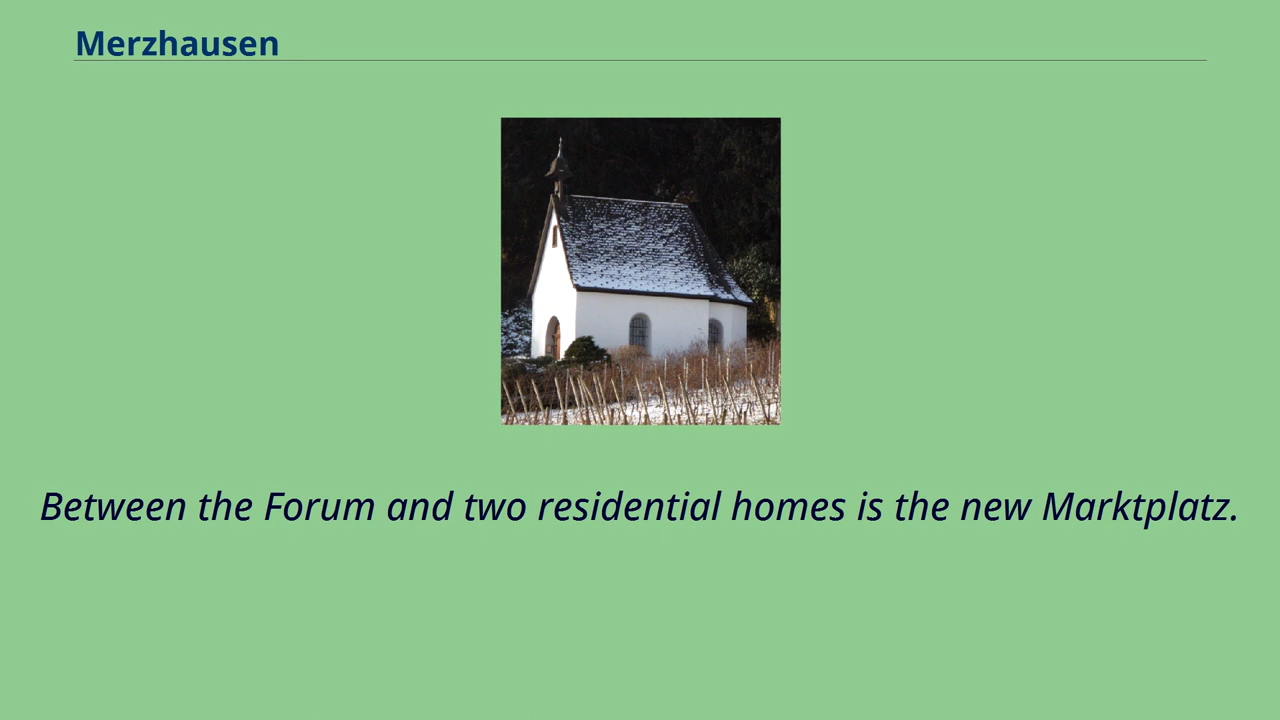 Merzhausen
Between the Forum and two residential homes is the new Marktplatz.